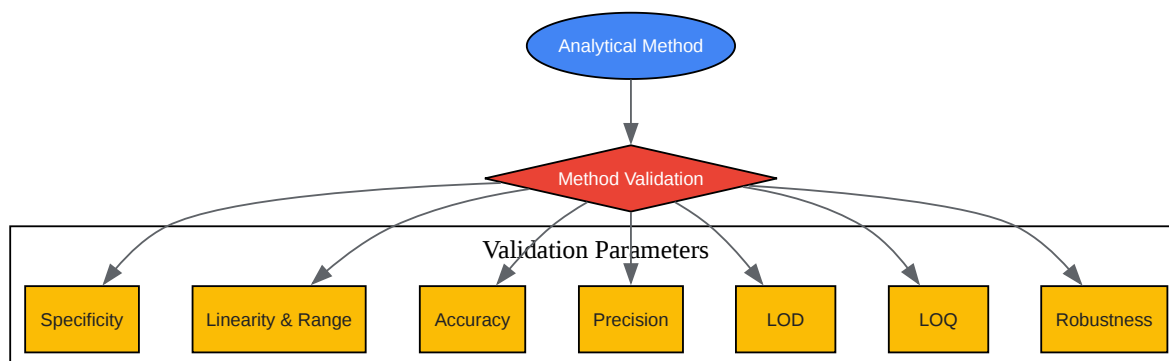 Analytical Method
Method Validation
Validation Parameters
Specificity
Linearity & Range
Accuracy
Precision
LOD
LOQ
Robustness